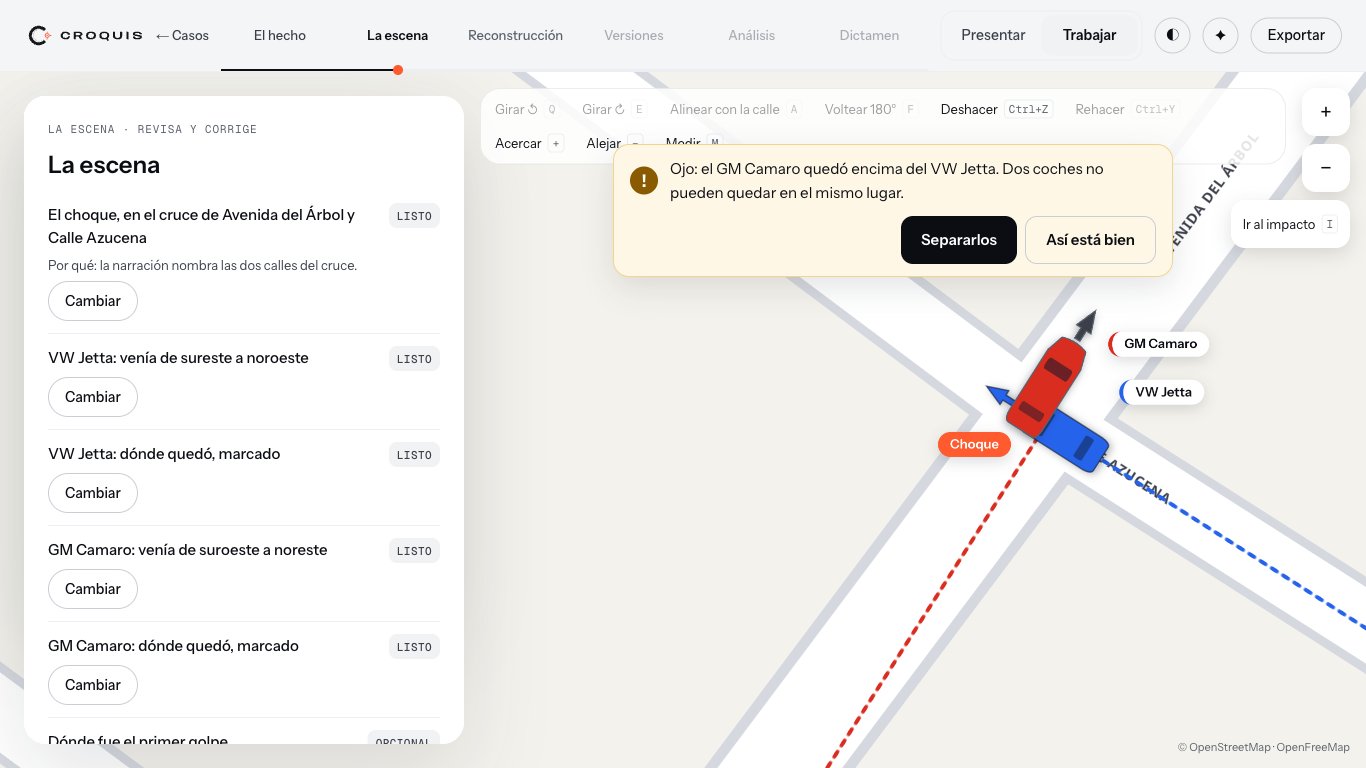 CROQUIS
← Casos
El hecho
La escena
Reconstrucción
Versiones
Análisis
Dictamen
Presentar
Trabajar
Exportar
LA ESCENA · REVISA Y CORRIGE
La escena
El choque, en el cruce de Avenida del Árbol y
Calle Azucena
LISTO
Por qué: la narración nombra las dos calles del cruce.
Cambiar
VW Jetta: venía de sureste a noroeste
LISTO
Cambiar
VW Jetta: dónde quedó, marcado
LISTO
Cambiar
GM Camaro: venía de suroeste a noreste
LISTO
Cambiar
GM Camaro: dónde quedó, marcado
LISTO
Cambiar
Dónde fue el primer golpe
OPCIONAL
Girar ↺ Q
Girar ↻ E
Alinear con la calle A
Voltear 180° F
Deshacer Ctrl+Z
Rehacer Ctrl+Y
Acercar +
Alejar −
Medir M
Ojo: el GM Camaro quedó encima del VW Jetta. Dos coches no
pueden quedar en el mismo lugar.
Separarlos
Así está bien
+
−
Ir al impacto I
ENIDA DEL ÁRBOL
GM Camaro
VW Jetta
Choque
AZUCENA
© OpenStreetMap · OpenFreeMap